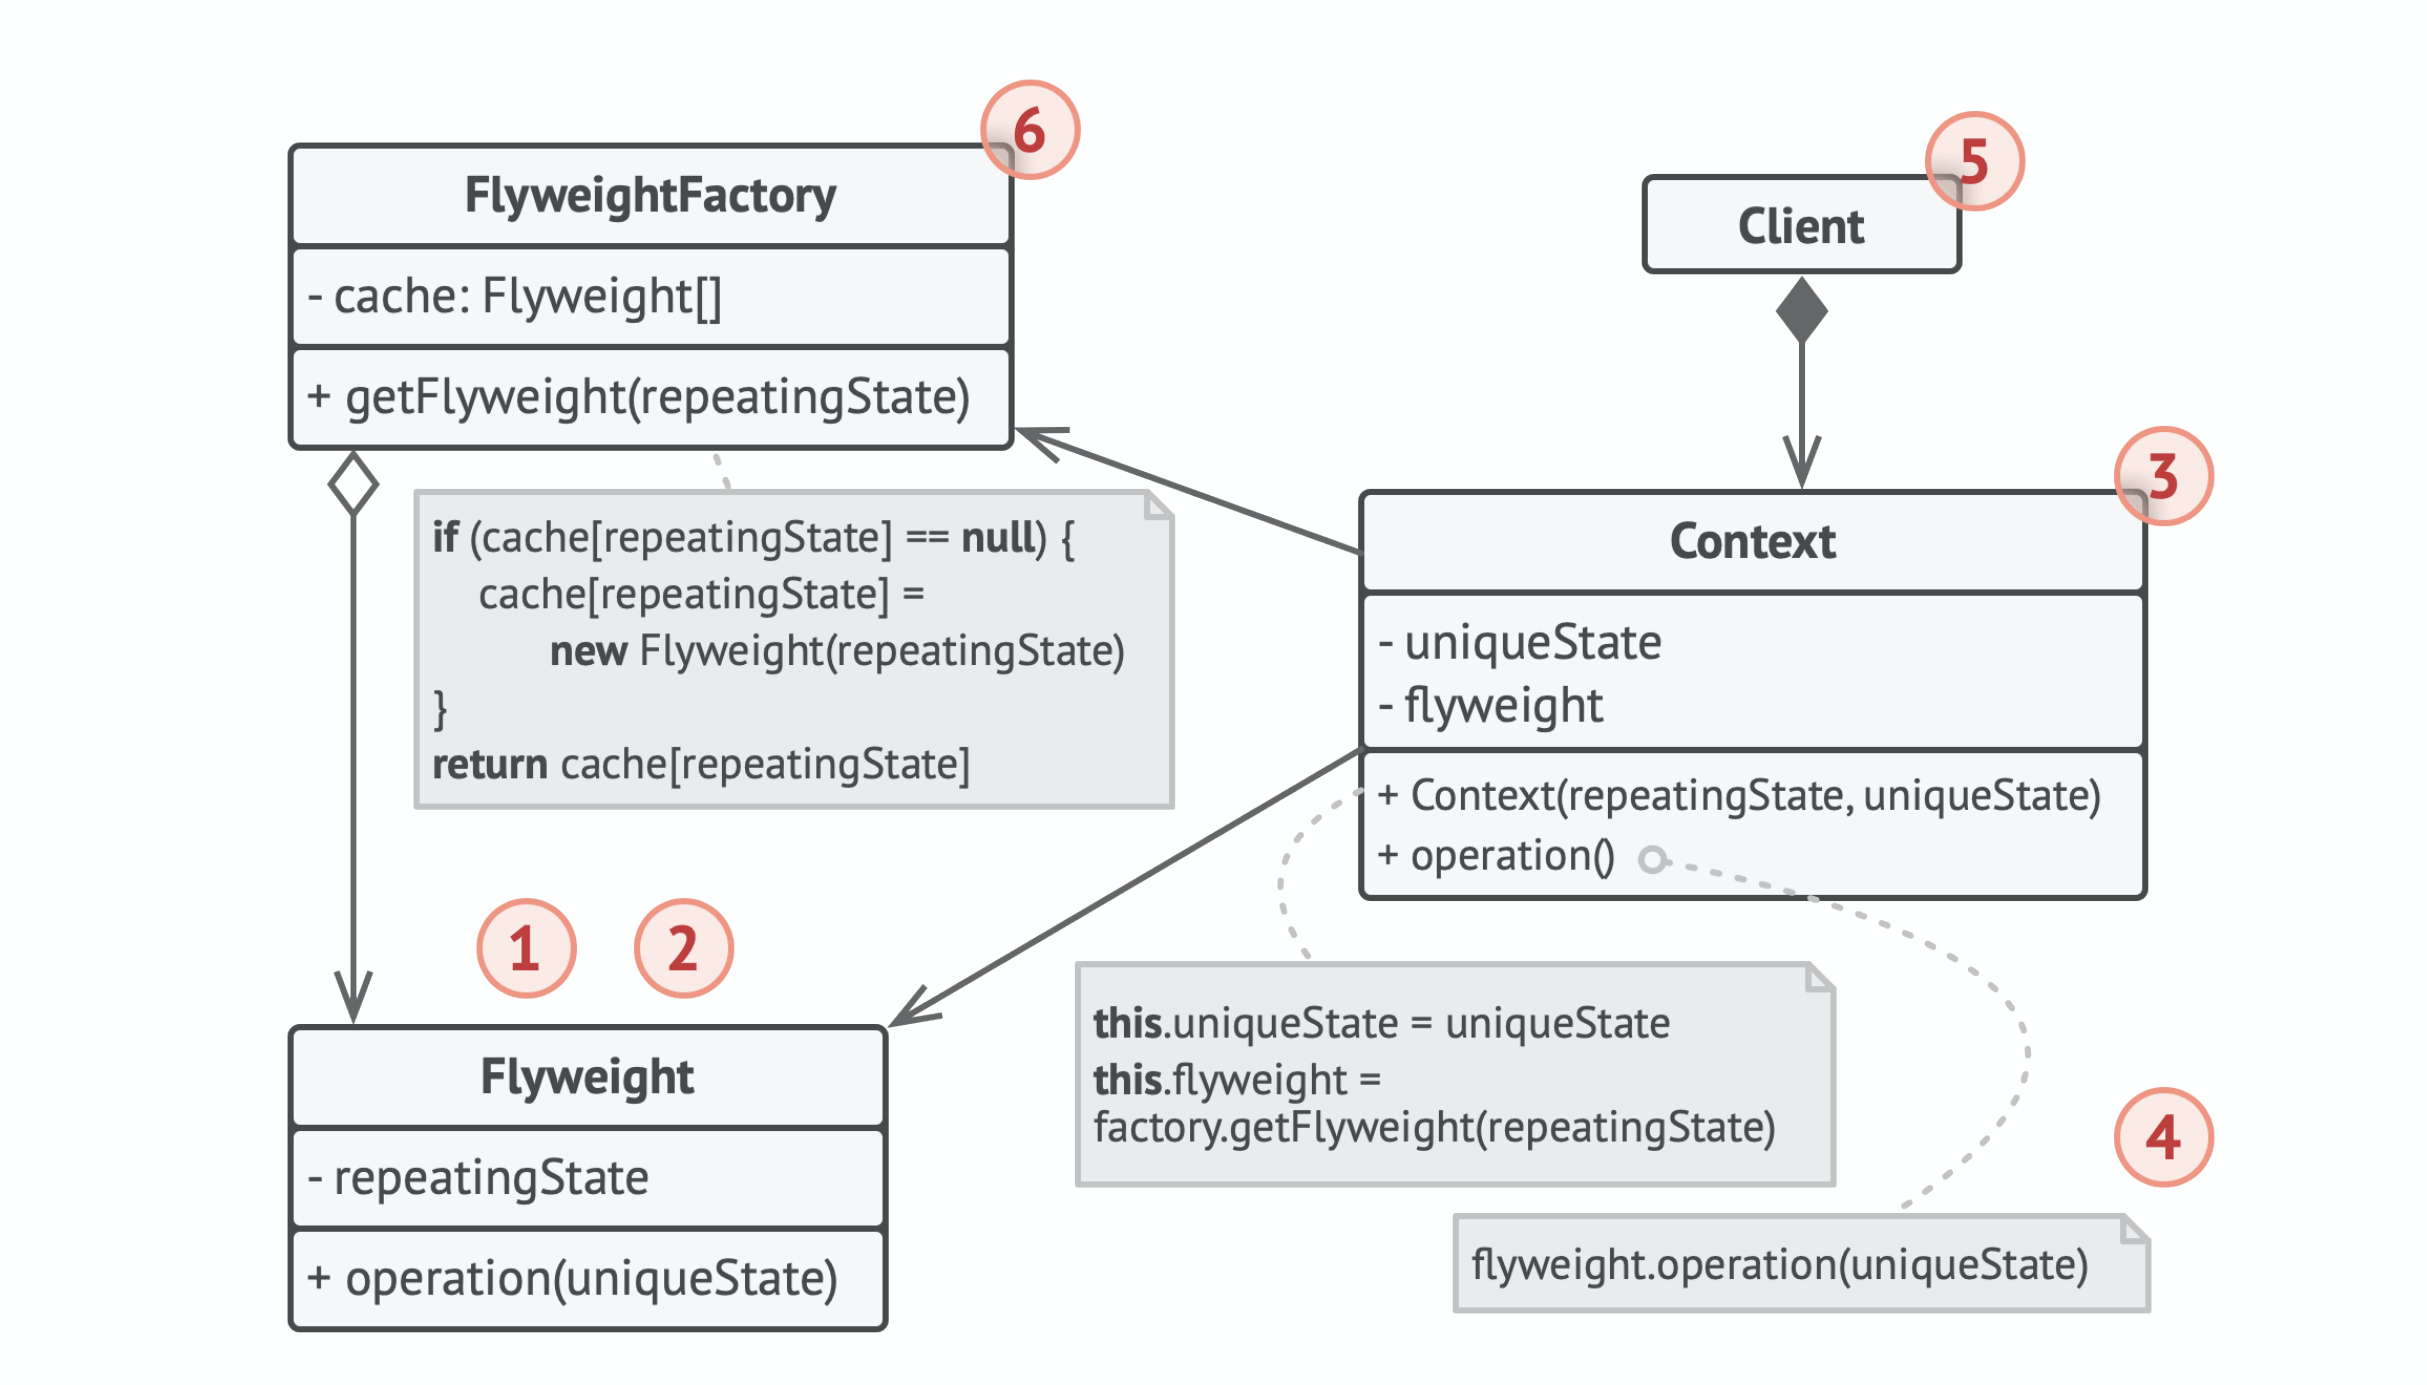 6
FlyweightFactory
- cache: Flyweight[]
+ getFlyweight(repeatingState)
if (cache[repeatingState] == null) {
cache[repeatingState] =
new Flyweight(repeatingState)
}
return cache[repeatingState]
5
Client
3
Context
- uniqueState
- flyweight
+ Context(repeatingState, uniqueState)
+ operation()
1
2
Flyweight
- repeatingState
+ operation(uniqueState)
this.uniqueState = uniqueState
this.flyweight =
factory.getFlyweight(repeatingState)
4
flyweight.operation(uniqueState)